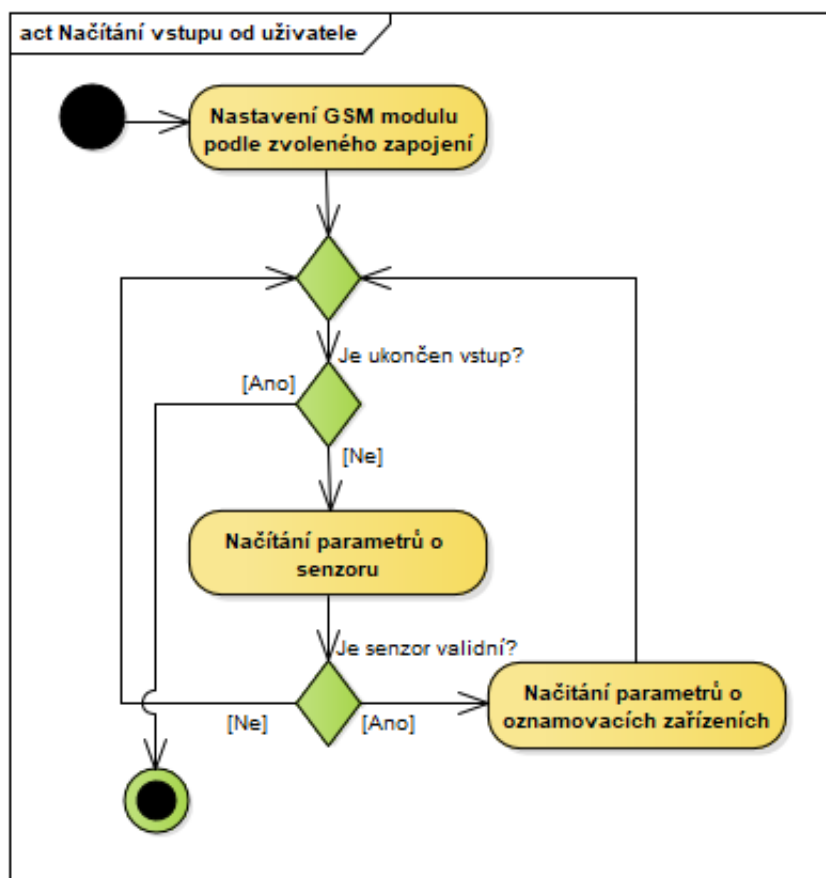 act Načítání vstupu od uživatele
Nastavení GSM modulu
podle zvoleného zapojení
Je ukončen vstup?
[Ano]
[Ne]
Načítání parametrů o
senzoru
Je senzor validní?
[Ne]
[Ano]
Načitání parametrů o
oznamovacích zařízeních